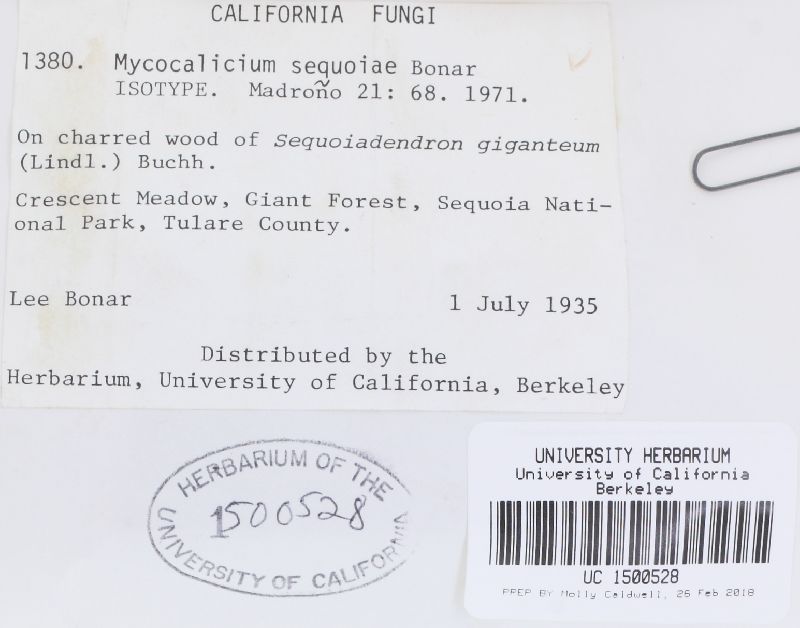 CALIFORNIA FUNGI
1380. Mycocalicium sequoiae Bonar
ISOTYPE. Madroño 21: 68. 1971.
On charred wood of Sequoiadendron giganteum
(Lindl.) Buchh.
Crescent Meadow, Giant Forest, Sequoia Nati-
onal Park, Tulare County.
Lee Bonar 1 July 1935
Distributed by the
Herbarium, University of California, Berkeley
HERBARIUM OF THE
1500528
UNIVERSITY OF CALIFORNIA
UNIVERSITY HERBARIUM
University of California
Berkeley
UC 1500528
PREP BY Molly Caldwell, 26 Feb 2018